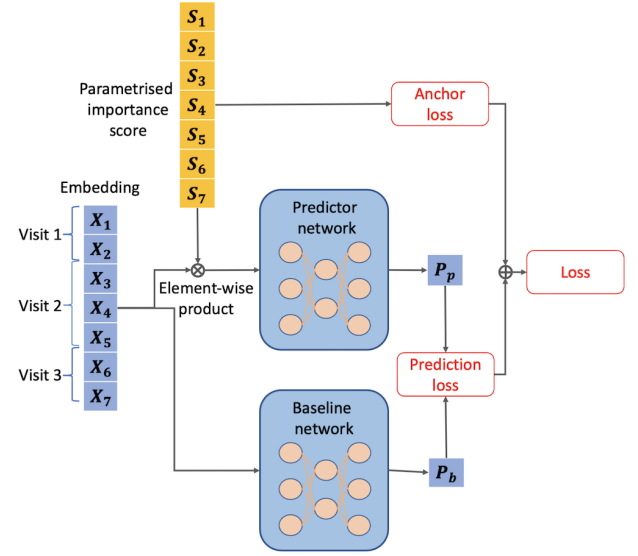 S1
S2
S3
S4
S5
S6
S7
Parametrised
importance
score
Anchor
loss
Embedding
X1
X2
X3
X4
X5
X6
X7
Visit 1
Visit 2
Visit 3
Element-wise
product
Predictor
network
Pp
Loss
Prediction
loss
Baseline
network
Pb